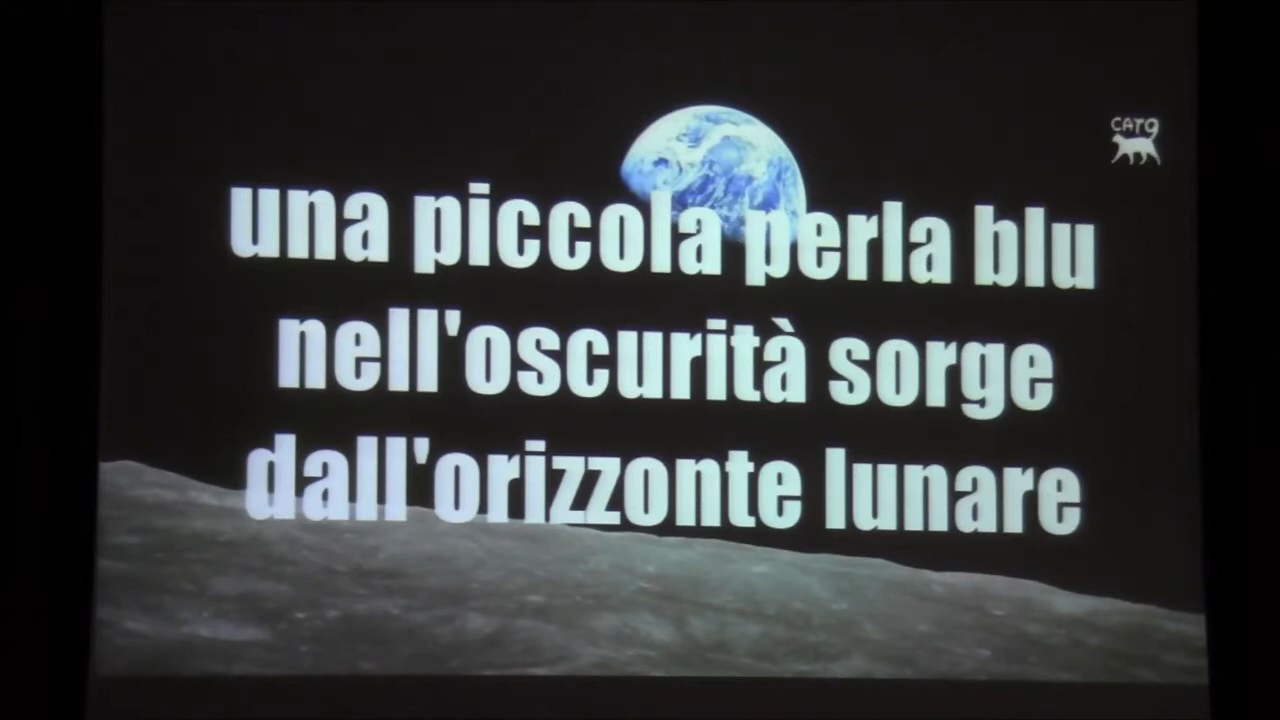 CATO
una piccola perla blu
nell'oscurità sorge
dall'orizzonte lunare